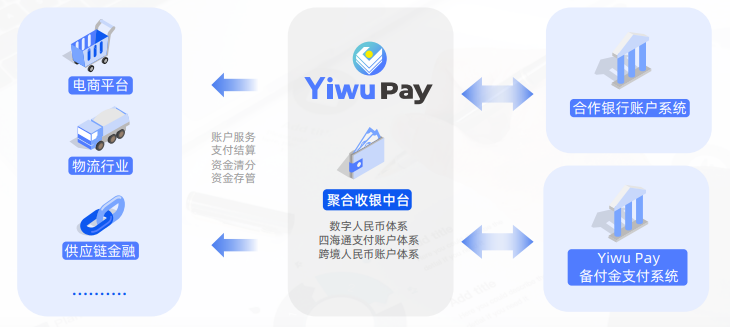 电商平台
物流行业
供应链金融
..........
账户服务
支付结算
资金清分
资金存管
Yiwu Pay
聚合收银中台
数字人民币体系
四海通支付账户体系
跨境人民币账户体系
合作银行账户系统
Yiwu Pay
备付金支付系统